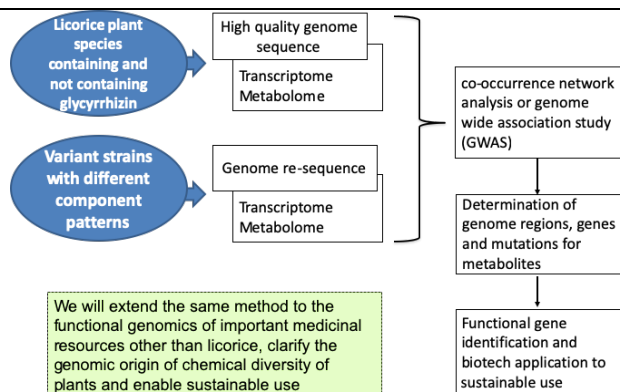 Licorice plant
species
containing and
not containing
glycyrrhizin
High quality genome
sequence
Transcriptome
Metabolome
Variant strains
with different
component
patterns
Genome re-sequence
Transcriptome
Metabolome
co-occurrence network
analysis or genome
wide association study
(GWAS)
Determination of
genome regions, genes
and mutations for
metabolites
Functional gene
identification and
biotech application to
sustainable use
We will extend the same method to the
functional genomics of important medicinal
resources other than licorice, clarify the
genomic origin of chemical diversity of
plants and enable sustainable use